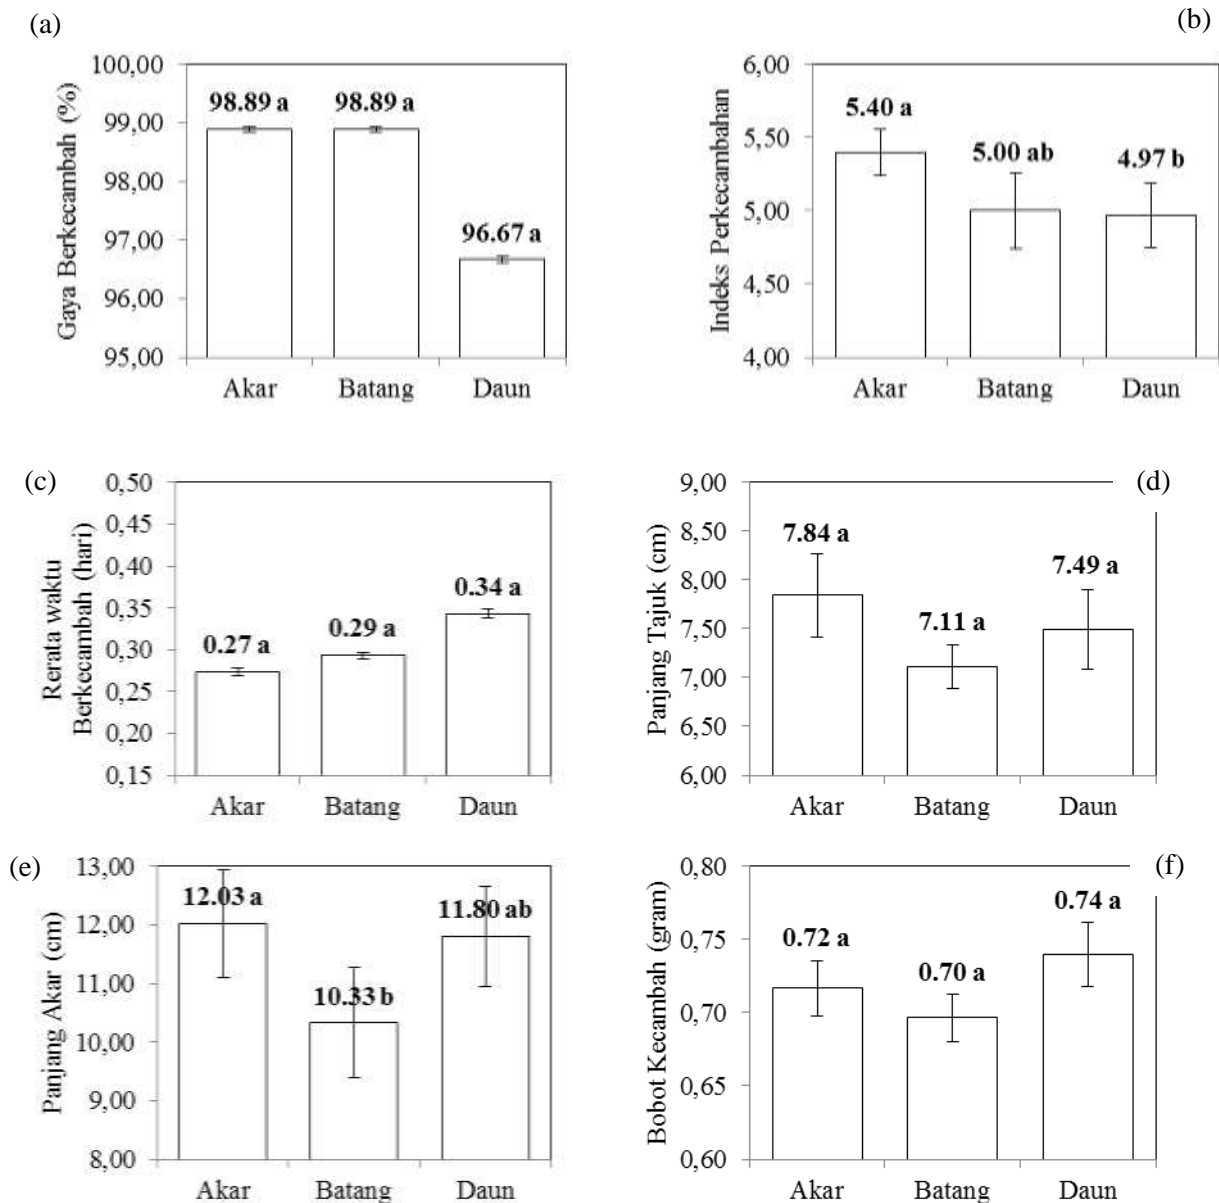 (a)
Gaya Berkecambah (%)
100,00
99,00
98,00
97,00
96,00
95,00
98.89 a
98.89 a
96.67 a
Akar Batang Daun
(b)
Indeks Perkecambahan
6,00
5,50
5,00
4,50
4,00
5.40 a
5.00 ab
4.97 b
Akar Batang Daun
(c)
Rerata waktu
Berkecambah (hari)
0,50
0,45
0,40
0,35
0,30
0,25
0,20
0,15
0.27 a
0.29 a
0.34 a
Akar Batang Daun
(d)
Panjang Tajuk (cm)
9,00
8,50
8,00
7,50
7,00
6,50
6,00
7.84 a
7.11 a
7.49 a
Akar Batang Daun
(e)
Panjang Akar (cm)
13,00
12,00
11,00
10,00
9,00
8,00
12.03 a
10.33 b
11.80 ab
Akar Batang Daun
(f)
Bobot Kecambah (gram)
0,80
0,75
0,70
0,65
0,60
0.72 a
0.70 a
0.74 a
Akar Batang Daun